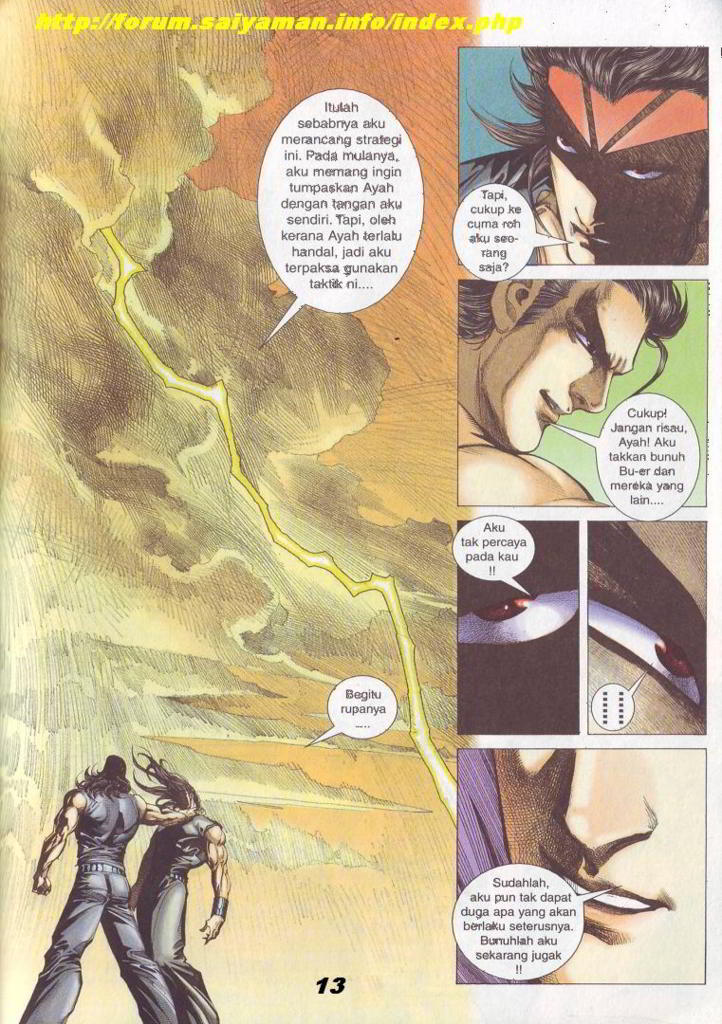 http://forum.saiyaman.info/index.php
Itulah
sebabnya aku
merancang strategi
ini. Pada mulanya,
aku memang ingin
tumpaskan Ayah
dengan tangan aku
sendiri. Tapi, oleh
kerana Ayah terlalu
handal, jadi aku
terpaksa gunakan
taktik ni....
Begitu
rupanya
....
Tapi,
cukup ke
cuma roh
aku seo-
rang
saja?
Cukup!
Jangan risau,
Ayah! Aku
takkan bunuh
Bu-er dan
mereka yang
lain....
Aku
tak percaya
pada kau
!!
Sudahlah,
aku pun tak dapat
duga apa yang akan
berlaku seterusnya.
Bunuhlah aku
sekarang jugak
!!
13